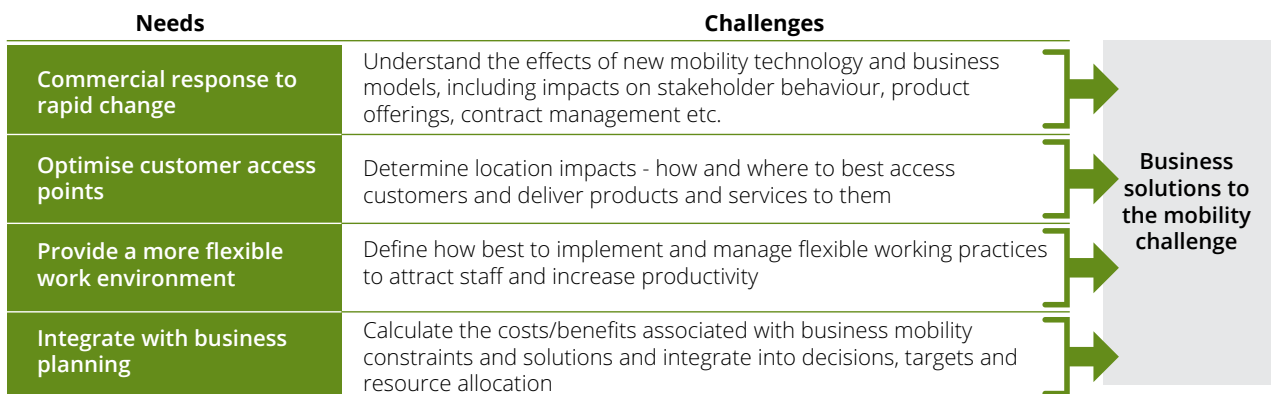 Needs
Challenges
Commercial response to
rapid change
Understand the effects of new mobility technology and business
models, including impacts on stakeholder behaviour, product
offerings, contract management etc.
Optimise customer access
points
Determine location impacts - how and where to best access
customers and deliver products and services to them
Provide a more flexible
work environment
Define how best to implement and manage flexible working practices
to attract staff and increase productivity
Integrate with business
planning
Calculate the costs/benefits associated with business mobility
constraints and solutions and integrate into decisions, targets and
resource allocation
Business
solutions to
the mobility
challenge